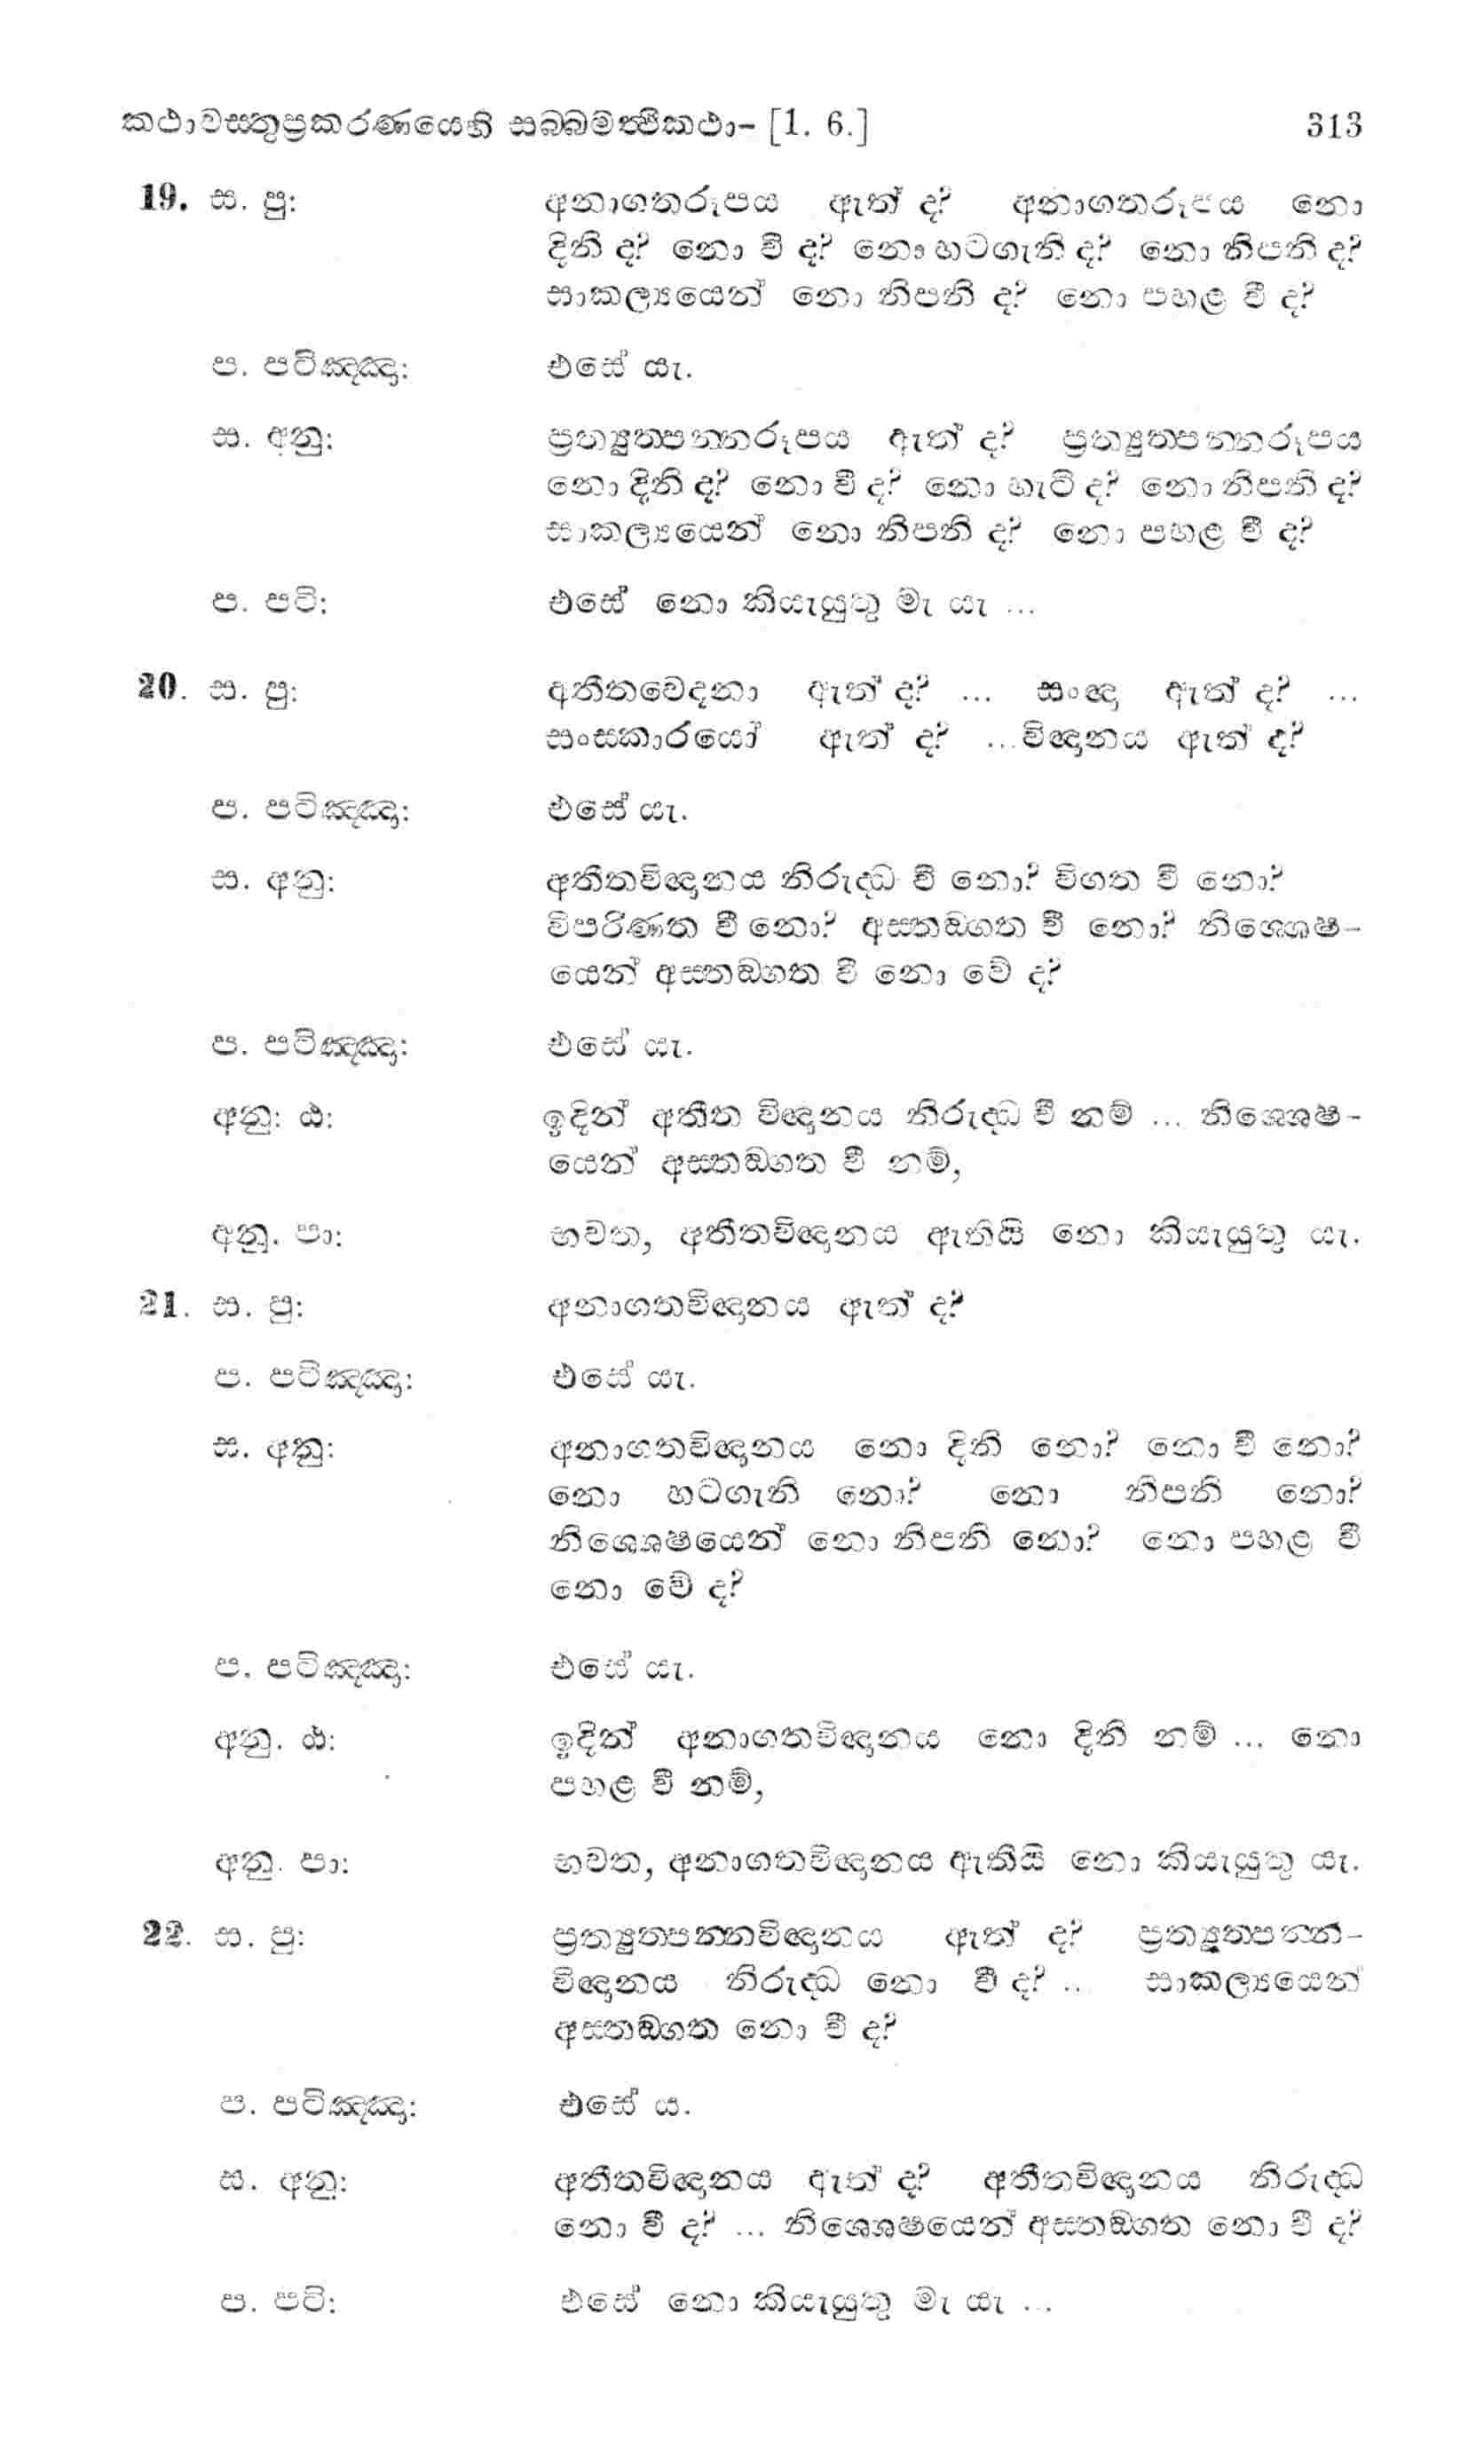 කථාවස්තුප්‍රකරණයෙහි සබ්බමත්ථීකථා- [1. 6.] 313
19. ස. පු: අනාගතරූපය ඇත් ද? අනාගතරූපය නො
දිනි ද? නො වී ද? නො හටගැනි ද? නො නිපනි ද?
සාකල්‍යයෙන් නො නිපනි ද? නො පහළ වී ද?
ප. පටිඤ්ඤා: එසේ යැ.
ස. අනු: ප්‍රත්‍යුත්පන්නරූපය ඇත් ද? ප්‍රත්‍යුත්පන්නරූපය
නො දිනි ද? නො වී ද? නො හැටි ද? නො නිපනි ද?
සාකල්‍යයෙන් නො නිපනි ද? නො පහළ වී ද?
ප. පටි: එසේ නො කියැයුතු මැ යැ ...
20. ස. පු: අතීතවේදනා ඇත් ද? ... සංඥා ඇත් ද? ...
සංස්කාරයෝ ඇත් ද? ...විඥානය ඇත් ද?
ප. පටිඤ්ඤා: එසේ යැ.
ස. අනු: අතීතවිඥානය නිරුද්ධ වී නො? විගත වී නො?
විපරිණත වී නො? අස්තඞ්ගත වී නො? නිශ්ශේෂ-
යෙන් අස්තඞ්ගත වී නො වේ ද?
ප. පටිඤ්ඤා: එසේ යැ.
අනු: ඨ: ඉදින් අතීත විඥානය නිරුද්ධ වී නම් ... නිශ්ශේෂ-
යෙන් අස්තඞ්ගත වී නම්,
අනු. පා: භවත, අතීතවිඥානය ඇතියි නො කියැයුතු යැ.
21. ස. පු: අනාගතවිඥානය ඇත් ද?
ප. පටිඤ්ඤා: එසේ යැ.
ස. අනු: අනාගතවිඥානය නො දිනි නො? නො වී නො?
නො හටගැනි නො? නො නිපනි නො?
නිශ්ශේෂයෙන් නො නිපනි නො? නො පහළ වී
නො වේ ද?
ප. පටිඤ්ඤා: එසේ යැ.
අනු. ඨ: ඉදින් අනාගතවිඥානය නො දිනි නම් ... නො
පහළ වී නම්,
අනු. පා: භවත, අනාගතවිඥානය ඇතියි නො කියැයුතු යැ.
22. ස. පු: ප්‍රත්‍යුත්පන්නවිඥානය ඇත් ද? ප්‍රත්‍යුත්පන්න-
විඥානය නිරුද්ධ නො වී ද? ... සාකල්‍යයෙන්
අස්තඞ්ගත නො වී ද?
ප. පටිඤ්ඤා: එසේ ය.
ස. අනු: අතීතවිඥානය ඇත් ද? අතීතවිඥානය නිරුද්ධ
නො වී ද? ... නිශ්ශේෂයෙන් අස්තඞ්ගත නො වී ද?
ප. පටි: එසේ නො කියැයුතු මැ යැ ...